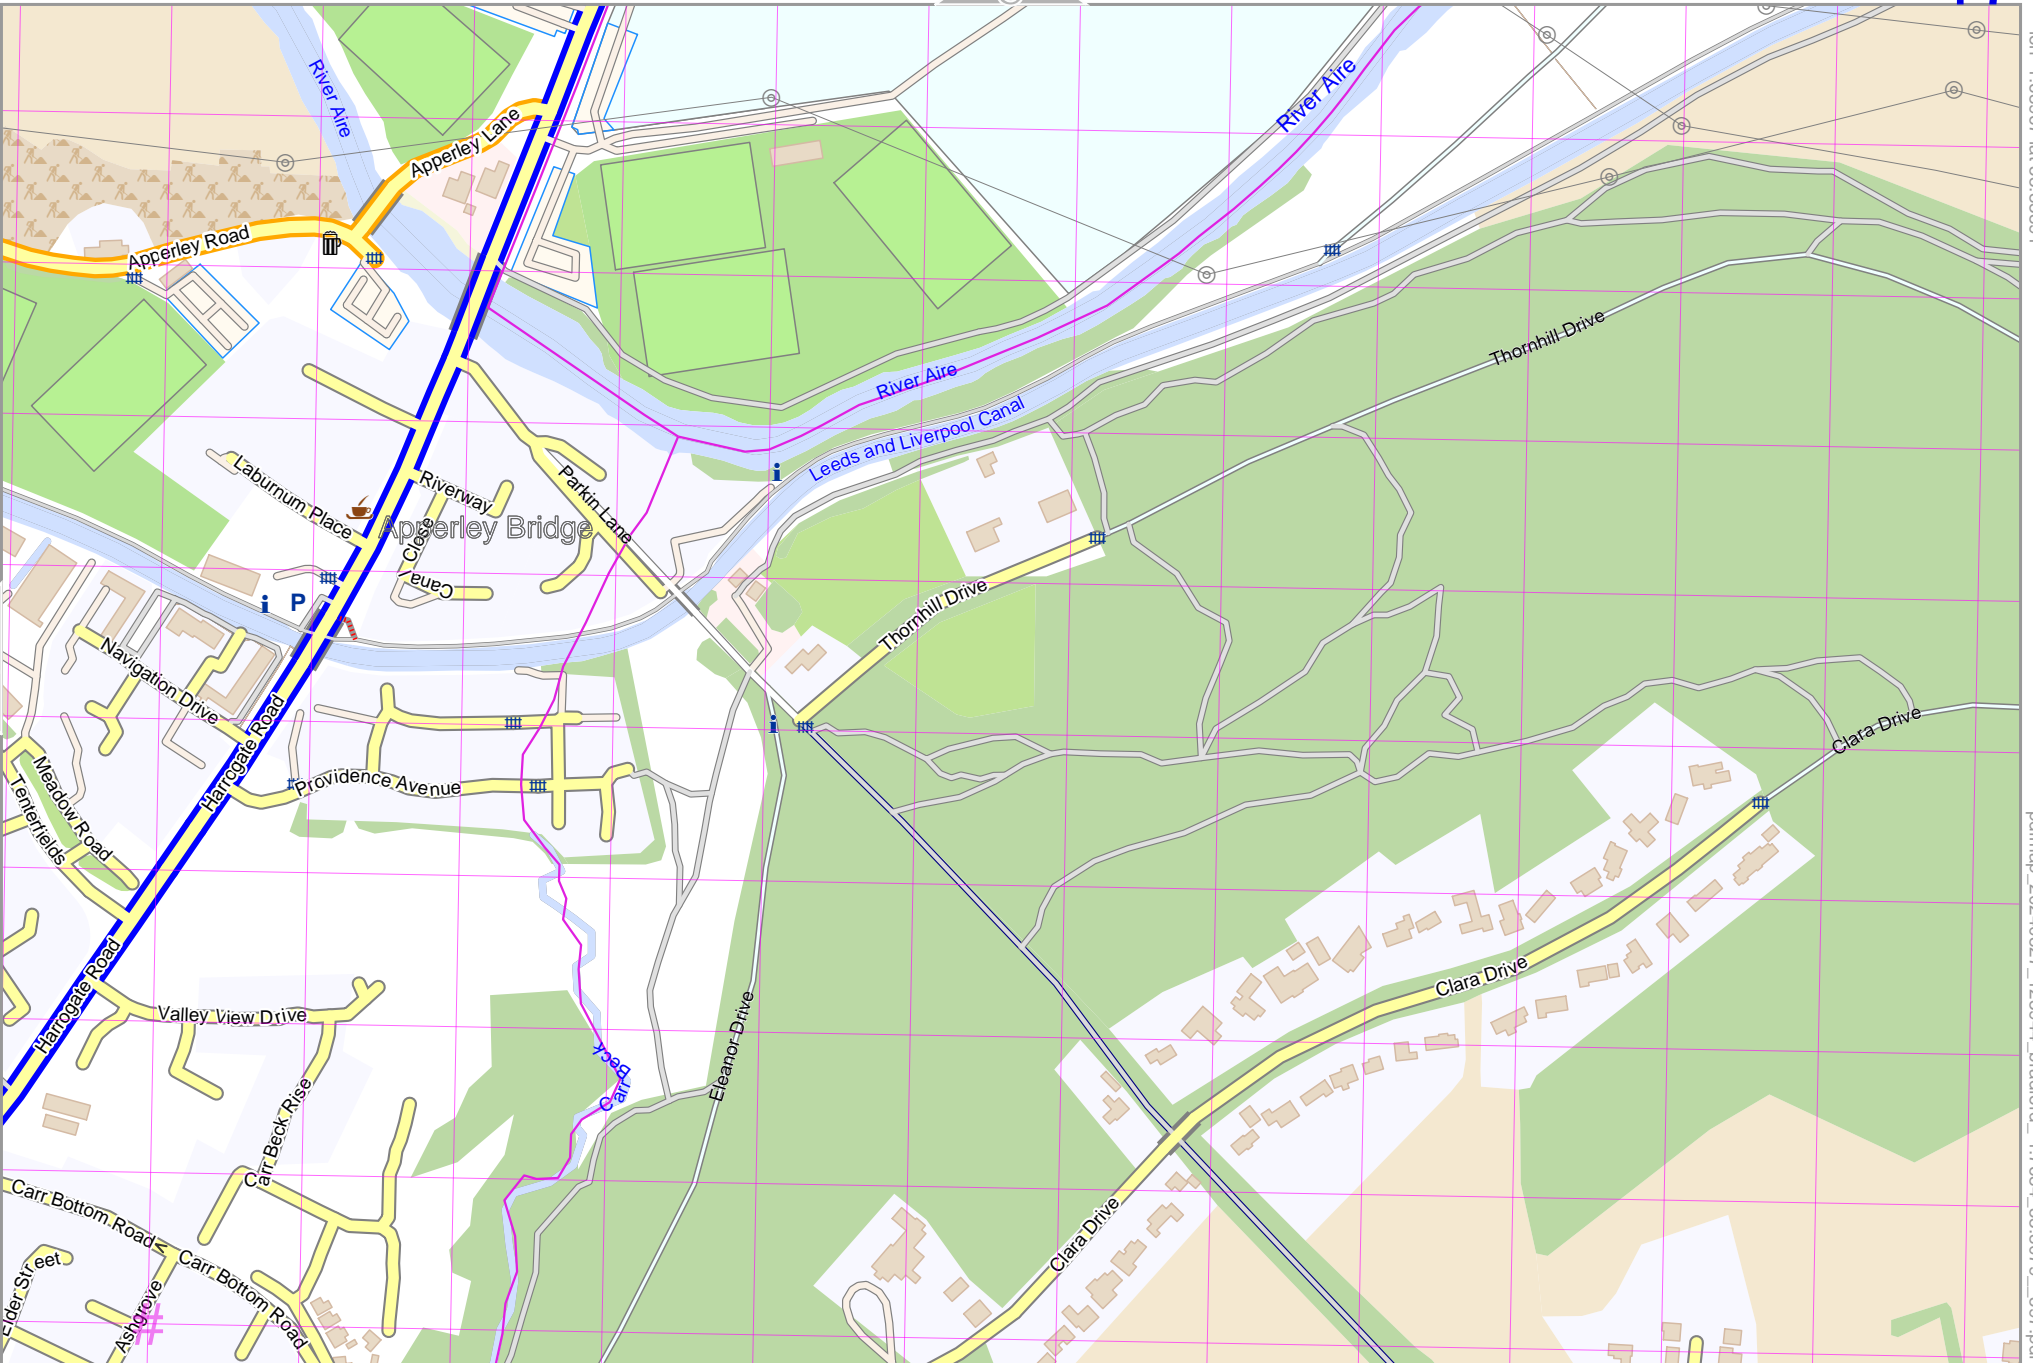 River Aire
Apperley Lane
River Aire
Apperley Road
Thornhill Drive
River Aire
Leeds and Liverpool Canal
Laburnum Place
Riverway
Parkin Lane
Apperley Bridge
Canal Close
P
Thornhill Drive
Navigation Drive
Harrogate Road
Clara Drive
Meadow Road
Tenterfields
Providence Avenue
Harrogate Road
Clara Drive
Valley View Drive
Eleanor Drive
Carr Beck
Carr Beck Rise
Carr Bottom Road
Clara Drive
Carr Bottom Road
Elder Street
Ashgrove